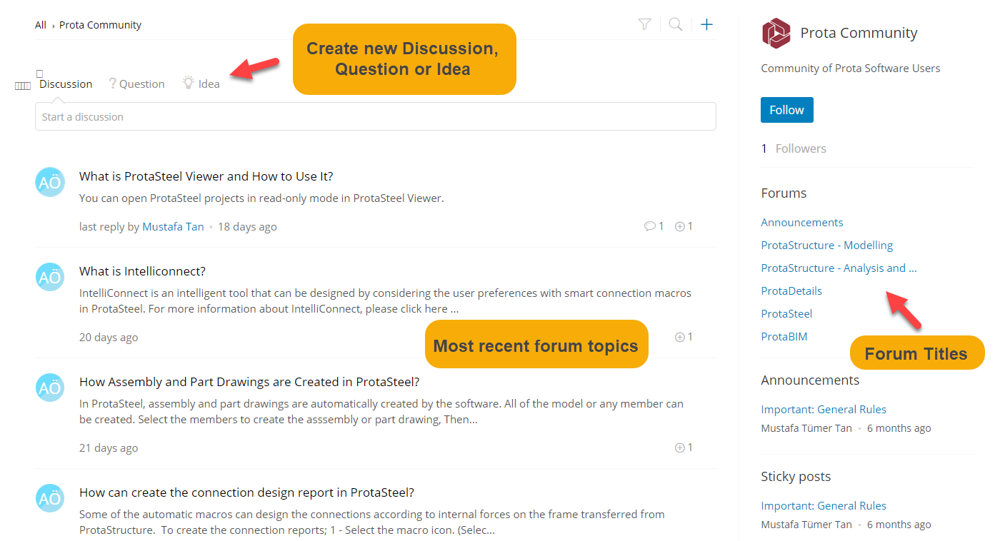 All › Prota Community
Create new Discussion,
Question or Idea
Discussion ? Question Idea
Start a discussion
AÖ
What is ProtaSteel Viewer and How to Use It?
You can open ProtaSteel projects in read-only mode in ProtaSteel Viewer.
last reply by Mustafa Tan • 18 days ago
1 1
AÖ
What is Intelliconnect?
IntelliConnect is an intelligent tool that can be designed by considering the user preferences with smart connection macros
in ProtaSteel. For more information about IntelliConnect, please click here ...
20 days ago
1
Most recent forum topics
AÖ
How Assembly and Part Drawings are Created in ProtaSteel?
In ProtaSteel, assembly and part drawings are automatically created by the software. All of the model or any member can
be created. Select the members to create the asssembly or part drawing, Then...
21 days ago
1
AÖ
How can create the connection design report in ProtaSteel?
Some of the automatic macros can design the connections according to internal forces on the frame transferred from
ProtaStructure.  To create the connection reports; 1 - Select the macro icon. (Selec...
Prota Community
Community of Prota Software Users
Follow
1 Followers
Forums
Announcements
ProtaStructure - Modelling
ProtaStructure - Analysis and ...
ProtaDetails
ProtaSteel
ProtaBIM
Forum Titles
Announcements
Important: General Rules
Mustafa Tümer Tan • 6 months ago
Sticky posts
Important: General Rules
Mustafa Tümer Tan • 6 months ago